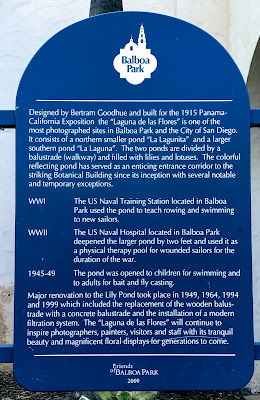 Balboa
Park
Designed by Bertram Goodhue and built for the 1915 Panama-
California Exposition the "Laguna de las Flores" is one of the
most photographed sites in Balboa Park and the City of San Diego.
It consists of a northern smaller pond "La Lagunita" and a larger
southern pond "La Laguna". The two ponds are divided by a
balustrade (walkway) and filled with lilies and lotuses. The colorful
reflecting pond has served as an enticing entrance corridor to the
striking Botanical Building since its inception with several notable
and temporary exceptions.
WWI The US Naval Training Station located in Balboa
Park used the pond to teach rowing and swimming
to new sailors.
WWII The US Naval Hospital located in Balboa Park
deepened the larger pond by two feet and used it as
a physical therapy pool for wounded sailors for the
duration of the war.
1945-49 The pond was opened to children for swimming and
to adults for bait and fly casting.
Major renovation to the Lily Pond took place in 1949, 1964, 1994
and 1999 which included the replacement of the wooden balus-
trade with a concrete balustrade and the installation of a modern
filtration system. The "Laguna de las Flores" will continue to
inspire photographers, painters, visitors and staff with its tranquil
beauty and magnificent floral displays for generations to come.
friends
of BALBOA PARK
2009